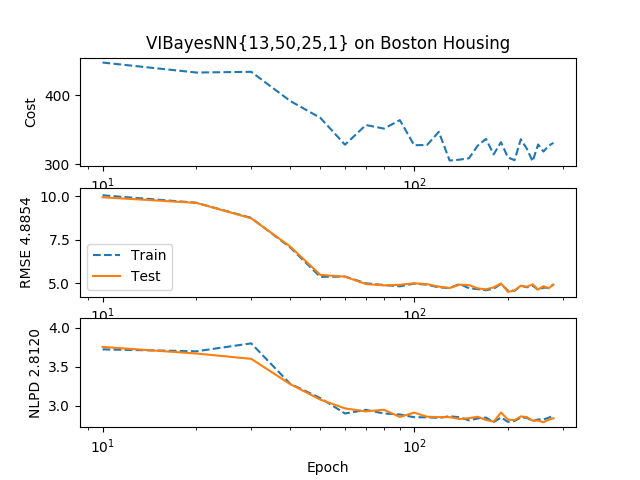 VIBayesNN{13,50,25,1} on Boston Housing
Cost
400
300
10¹ 10²
RMSE 4.8854
10.0
7.5
5.0
Train
Test
10¹ 10²
NLPD 2.8120
4.0
3.5
3.0
10¹ 10²
Epoch